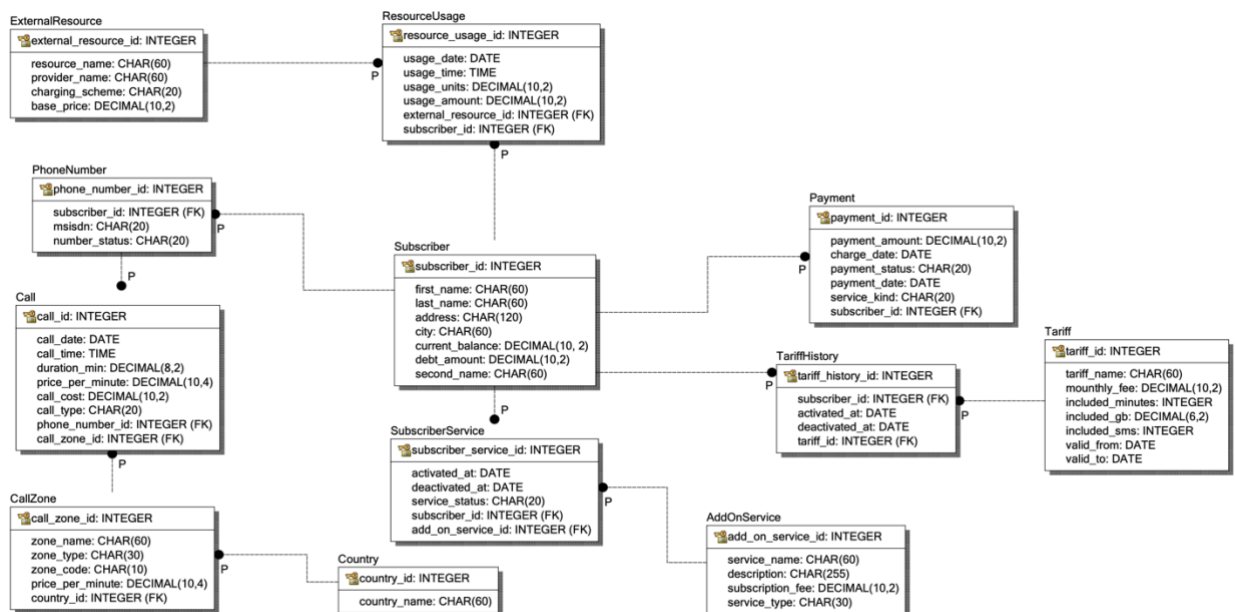 ExternalResource
external_resource_id: INTEGER
resource_name: CHAR(60)
provider_name: CHAR(60)
charging_scheme: CHAR(20)
base_price: DECIMAL(10,2)
P
ResourceUsage
resource_usage_id: INTEGER
usage_date: DATE
usage_time: TIME
usage_units: DECIMAL(10,2)
usage_amount: DECIMAL(10,2)
external_resource_id: INTEGER (FK)
subscriber_id: INTEGER (FK)
P
PhoneNumber
phone_number_id: INTEGER
subscriber_id: INTEGER (FK)
msisdn: CHAR(20)
number_status: CHAR(20)
P
P
Payment
payment_id: INTEGER
payment_amount: DECIMAL(10,2)
charge_date: DATE
payment_status: CHAR(20)
payment_date: DATE
service_kind: CHAR(20)
subscriber_id: INTEGER (FK)
P
Subscriber
subscriber_id: INTEGER
first_name: CHAR(60)
last_name: CHAR(60)
address: CHAR(120)
city: CHAR(60)
current_balance: DECIMAL(10, 2)
debt_amount: DECIMAL(10,2)
second_name: CHAR(60)
P
Call
call_id: INTEGER
call_date: DATE
call_time: TIME
duration_min: DECIMAL(8,2)
price_per_minute: DECIMAL(10,4)
call_cost: DECIMAL(10,2)
call_type: CHAR(20)
phone_number_id: INTEGER (FK)
call_zone_id: INTEGER (FK)
P
TariffHistory
tariff_history_id: INTEGER
subscriber_id: INTEGER (FK)
activated_at: DATE
deactivated_at: DATE
tariff_id: INTEGER (FK)
P
P
Tariff
tariff_id: INTEGER
tariff_name: CHAR(60)
mounthly_fee: DECIMAL(10,2)
included_minutes: INTEGER
included_gb: DECIMAL(6,2)
included_sms: INTEGER
valid_from: DATE
valid_to: DATE
SubscriberService
subscriber_service_id: INTEGER
activated_at: DATE
deactivated_at: DATE
service_status: CHAR(20)
subscriber_id: INTEGER (FK)
add_on_service_id: INTEGER (FK)
P
CallZone
call_zone_id: INTEGER
zone_name: CHAR(60)
zone_type: CHAR(30)
zone_code: CHAR(10)
price_per_minute: DECIMAL(10,4)
country_id: INTEGER (FK)
P
Country
country_id: INTEGER
country_name: CHAR(60)
AddOnService
add_on_service_id: INTEGER
service_name: CHAR(60)
description: CHAR(255)
subscription_fee: DECIMAL(10,2)
service_type: CHAR(30)